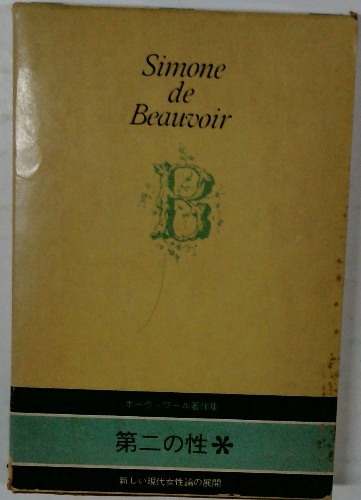 Simone
de
Beauvoir
B
ボーヴォワール著作集
第二の性*
新しい現代女性論の展開